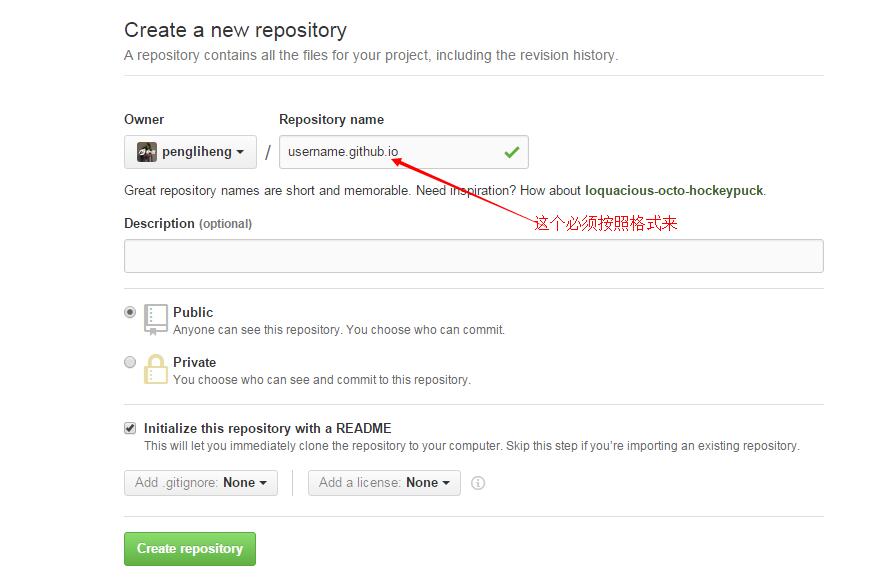 Create a new repository
A repository contains all the files for your project, including the revision history.
Owner
Repository name
pengliheng
/
username.github.io
Great repository names are short and memorable. Need inspiration? How about loquacious-octo-hockeypuck.
这个必须按照格式来
Description (optional)
Public
Anyone can see this repository. You choose who can commit.
Private
You choose who can see and commit to this repository.
Initialize this repository with a README
This will let you immediately clone the repository to your computer. Skip this step if you’re importing an existing repository.
Add .gitignore: None
Add a license: None
Create repository